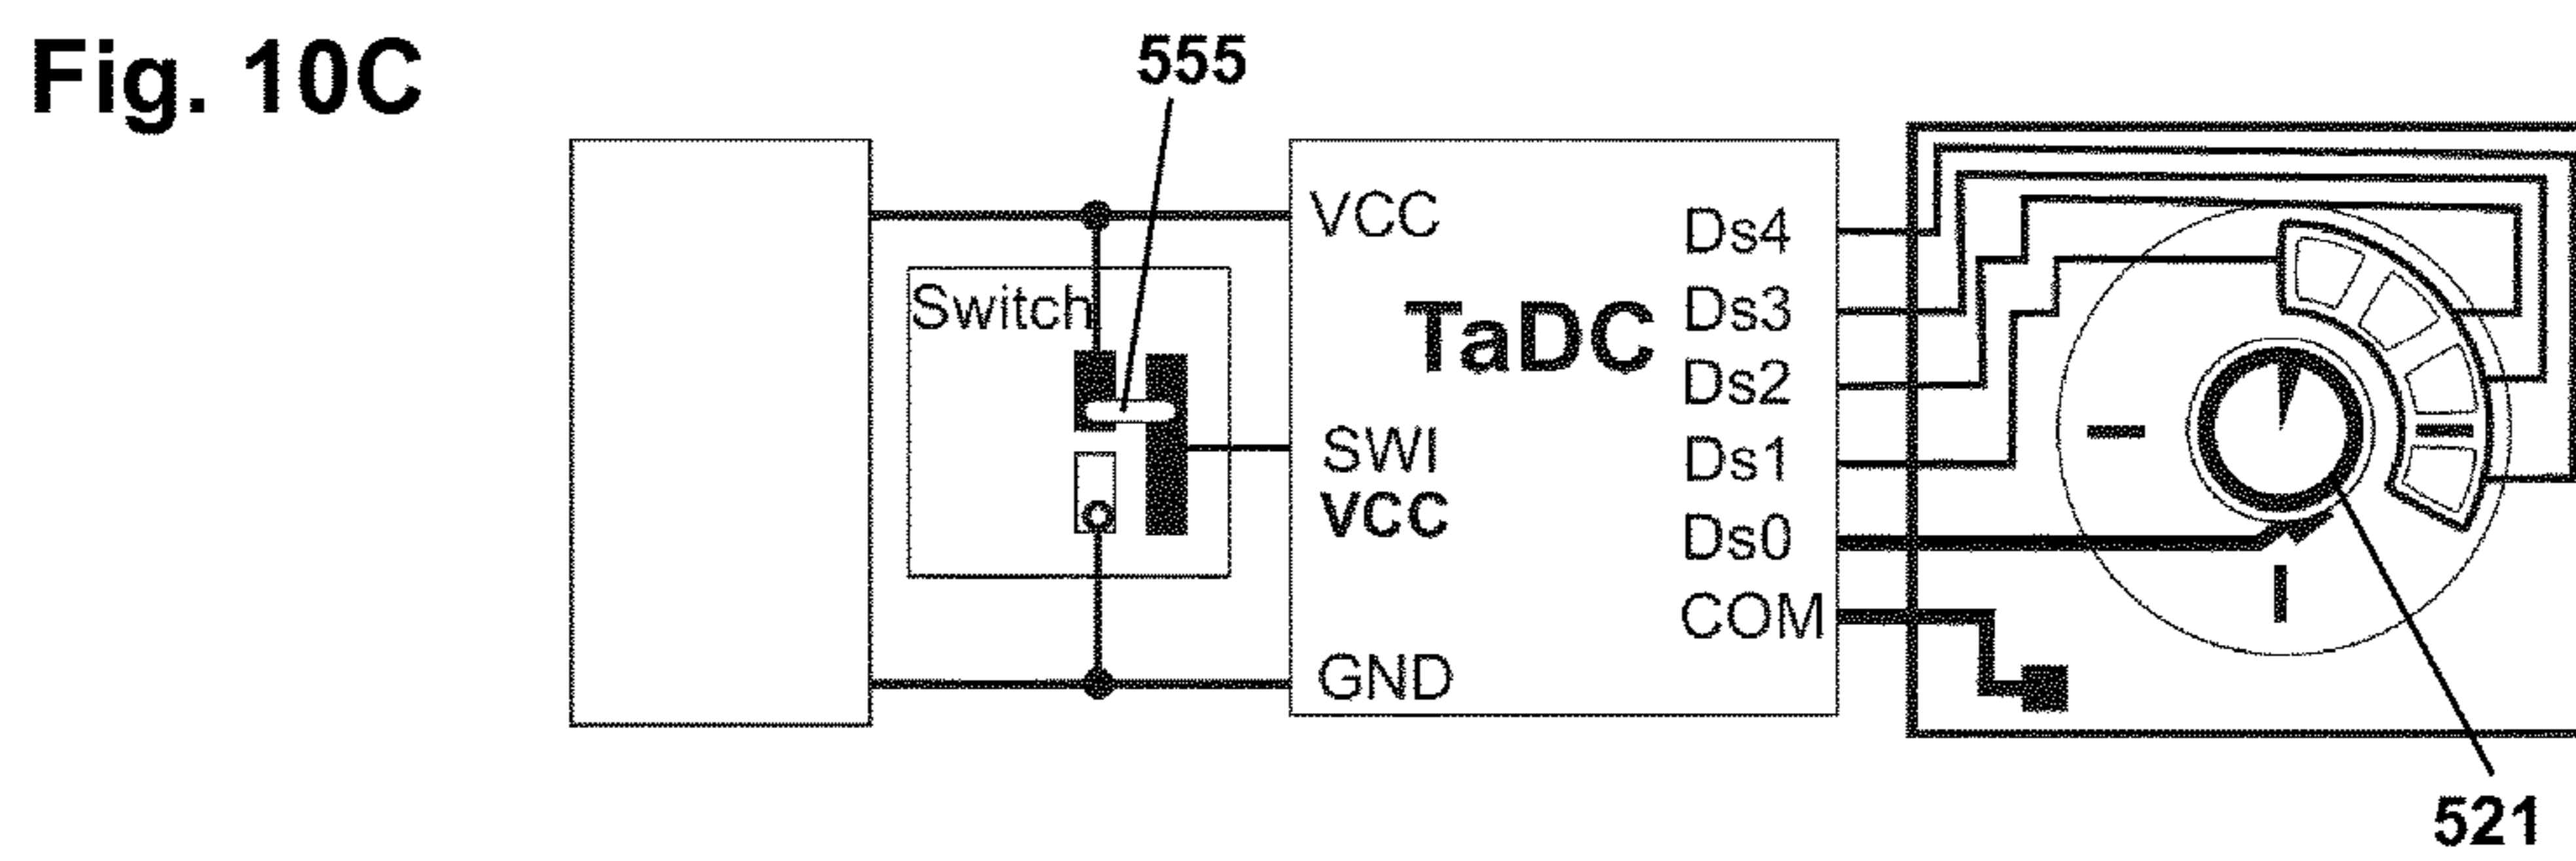 Fig. 10C
555
VCC
Switch
TaDC
SWI
VCC
GND
Ds4
Ds3
Ds2
Ds1
Ds0
COM
521